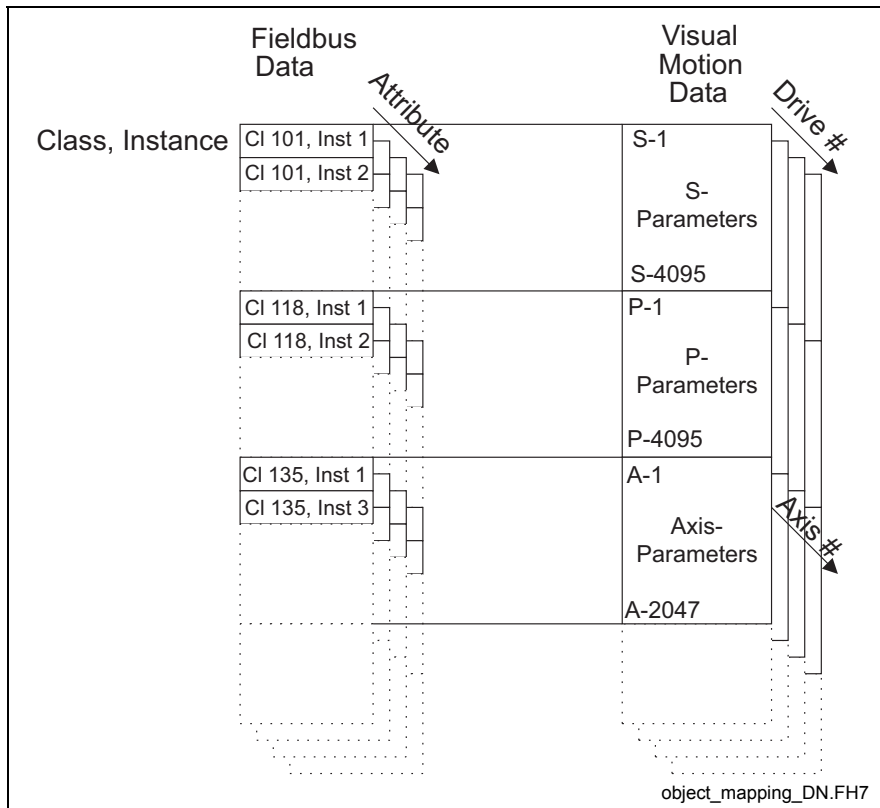 Fieldbus
Data
Visual
Motion
Data
Attribute
Drive #
Class, Instance
Cl 101, Inst 1
Cl 101, Inst 2
S-1
S-
Parameters
S-4095
Cl 118, Inst 1
Cl 118, Inst 2
P-1
P-
Parameters
P-4095
Cl 135, Inst 1
Cl 135, Inst 3
A-1
Axis-
Parameters
A-2047
Axis #
object_mapping_DN.FH7